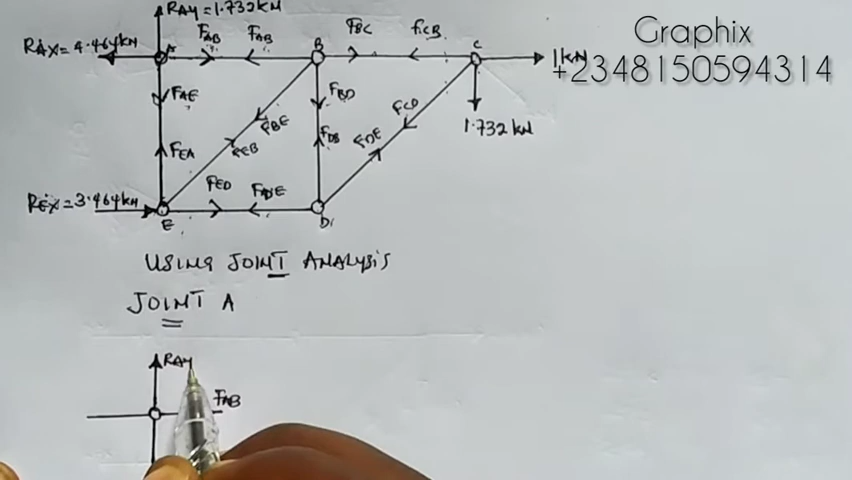 Graphix
+2348150594314
RAY = 1.732KN
RAX = 4.464KN
A
FAB
FAB
B
FBC
FCB
C
1KN
FAE
FBD
FBE
FCD
1.732KN
FEA
FEB
FDB
FDE
REX = 3.464KN
FED
FDE
E
D
USING JOINT ANALYSIS
JOINT A
RAY
FAB